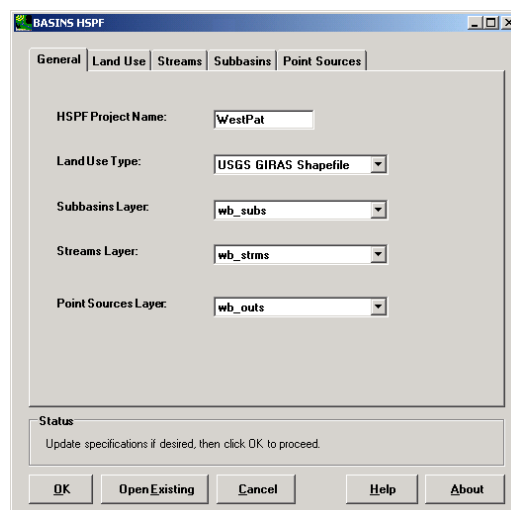 BASINS HSPF
General Land Use Streams Subbasins Point Sources
HSPF Project Name: WestPat
Land Use Type: USGS GIRAS Shapefile
Subbasins Layer: wb_subs
Streams Layer: wb_strms
Point Sources Layer: wb_outs
Status
Update specifications if desired, then click OK to proceed.
OK Open Existing Cancel Help About